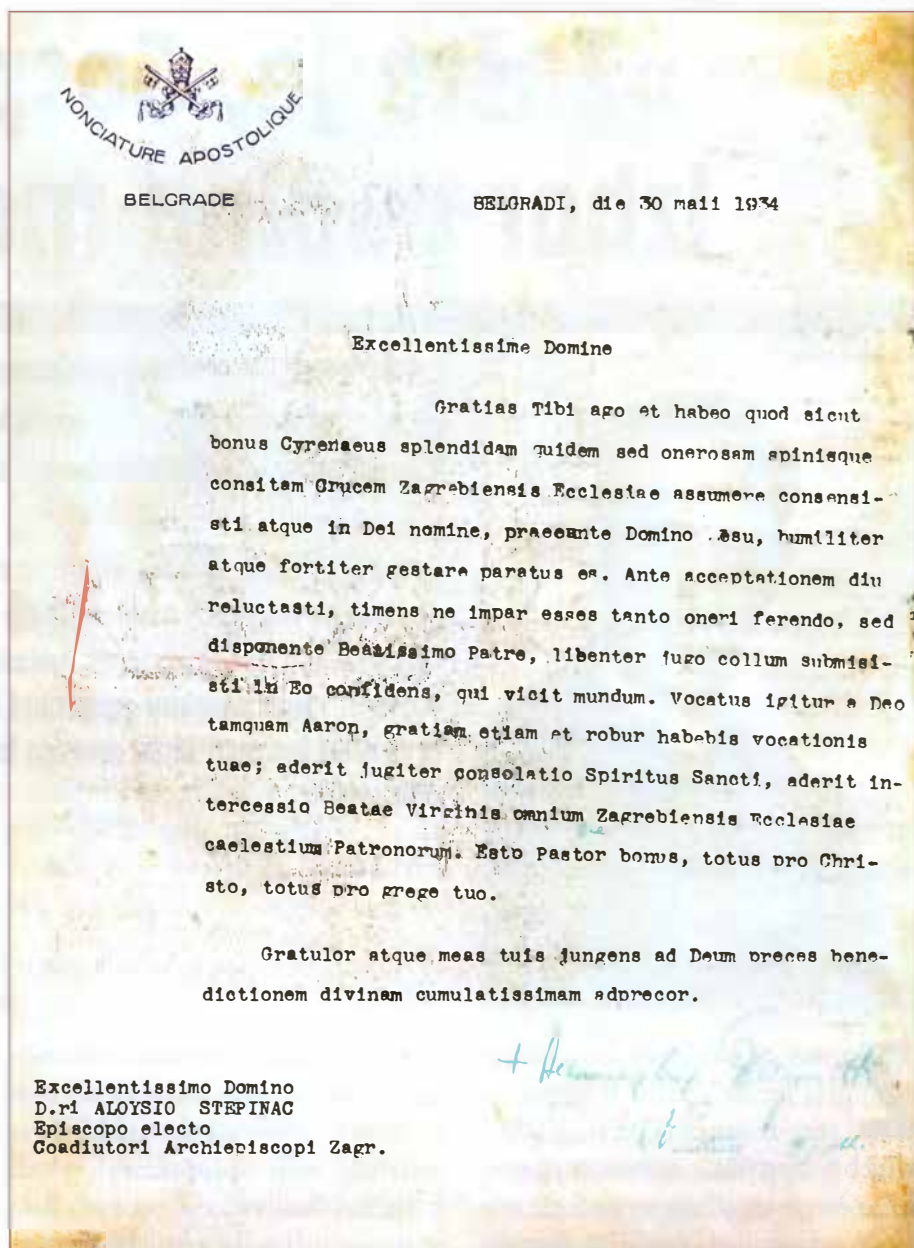 NONCIATURE APOSTOLIQUE
BELGRADE
BELGRADI, die 30 maii 1934
Excellentissime Domine
Gratias Tibi ago et habeo quod sicut
bonus Cyrenaeus splendidam quidem sed onerosam spinisque
consitam Crucem Zagrebiensis Ecclesiae assumere consensi-
sti atque in Dei nomine, praeeunte Domino Jesu, humiliter
atque fortiter gestare paratus es. Ante acceptationem diu
reluctasti, timens ne impar esses tanto oneri ferendo, sed
disponente Beatissimo Patre, libenter jugo collum submisi-
sti in Eo confidens, qui vicit mundum. Vocatus igitur a Deo
tamquam Aaron, gratiam etiam et robur habebis vocationis
tuae; aderit jugiter consolatio Spiritus Sancti, aderit in-
tercessio Beatae Virginis omnium Zagrebiensis Ecclesiae
caelestium Patronorum. Esto Pastor bonus, totus pro Chri-
sto, totus pro grege tuo.
Gratulor atque meas tuis jungens ad Deum preces bene-
dictionem divinam cumulatissimam adprecor.
Excellentissimo Domino
D.ri ALOYSIO STEPINAC
Episcopo electo
Coadiutori Archiepiscopi Zagr.